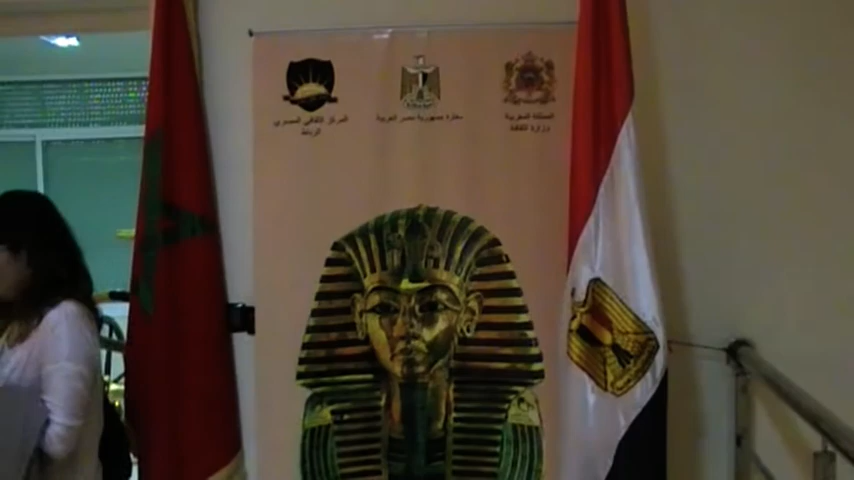 المركز الثقافي المصري
الرباط
سفارة جمهورية مصر العربية
المملكة المغربية
وزارة الثقافة